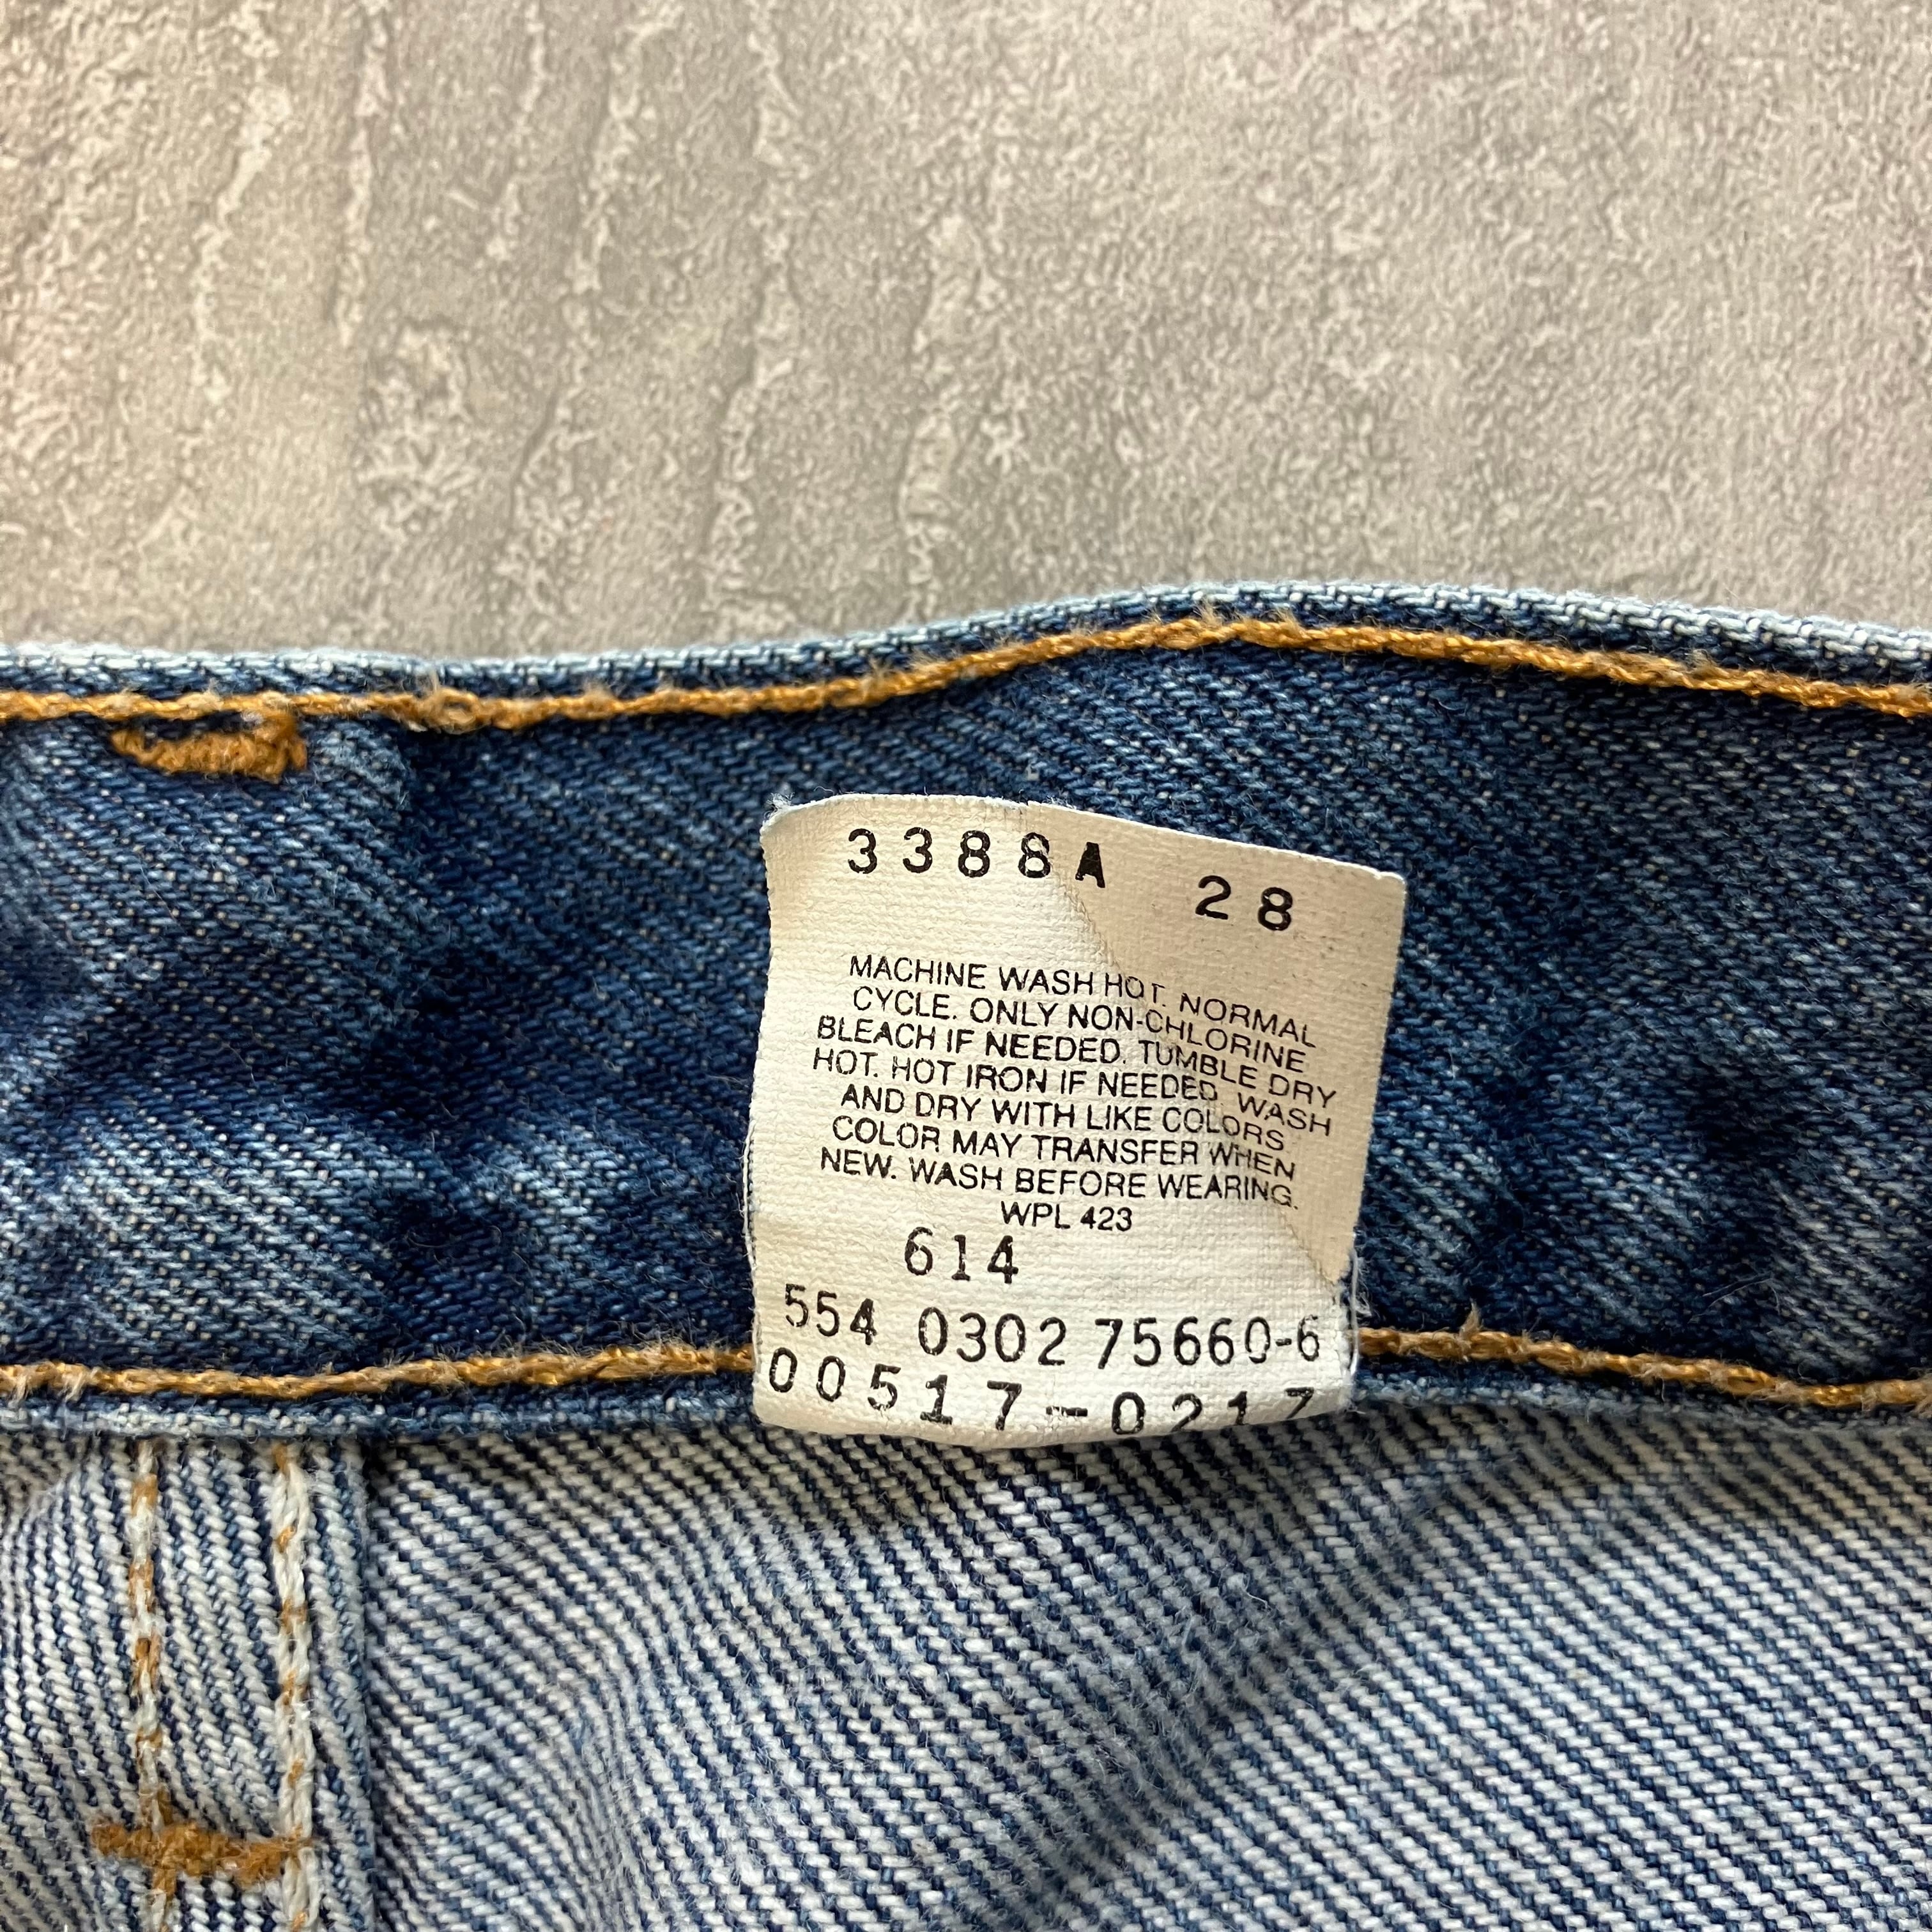 3388A 28
MACHINE WASH HOT. NORMAL
CYCLE. ONLY NON-CHLORINE
BLEACH IF NEEDED. TUMBLE DRY
HOT. HOT IRON IF NEEDED. WASH
AND DRY WITH LIKE COLORS.
COLOR MAY TRANSFER WHEN
NEW. WASH BEFORE WEARING.
WPL 423
614
554 0302 75660-6
00517-0217